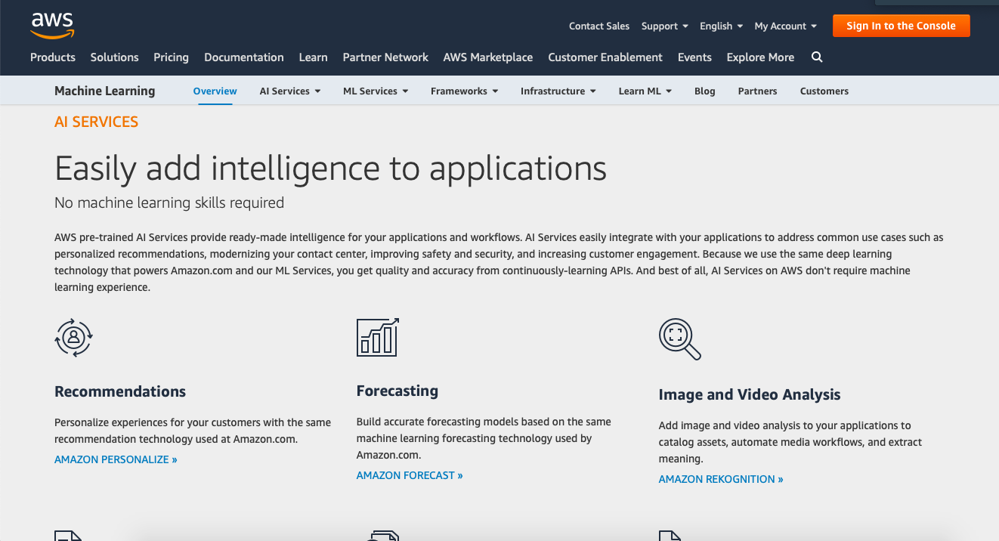 aws
Contact Sales Support English My Account Sign In to the Console
Products Solutions Pricing Documentation Learn Partner Network AWS Marketplace Customer Enablement Events Explore More
Machine Learning Overview AI Services ML Services Frameworks Infrastructure Learn ML Blog Partners Customers
AI SERVICES
Easily add intelligence to applications
No machine learning skills required
AWS pre-trained AI Services provide ready-made intelligence for your applications and workflows. AI Services easily integrate with your applications to address common use cases such as
personalized recommendations, modernizing your contact center, improving safety and security, and increasing customer engagement. Because we use the same deep learning
technology that powers Amazon.com and our ML Services, you get quality and accuracy from continuously-learning APIs. And best of all, AI Services on AWS don't require machine
learning experience.
Recommendations
Personalize experiences for your customers with the same
recommendation technology used at Amazon.com.
AMAZON PERSONALIZE »
Forecasting
Build accurate forecasting models based on the same
machine learning forecasting technology used by
Amazon.com.
AMAZON FORECAST »
Image and Video Analysis
Add image and video analysis to your applications to
catalog assets, automate media workflows, and extract
meaning.
AMAZON REKOGNITION »